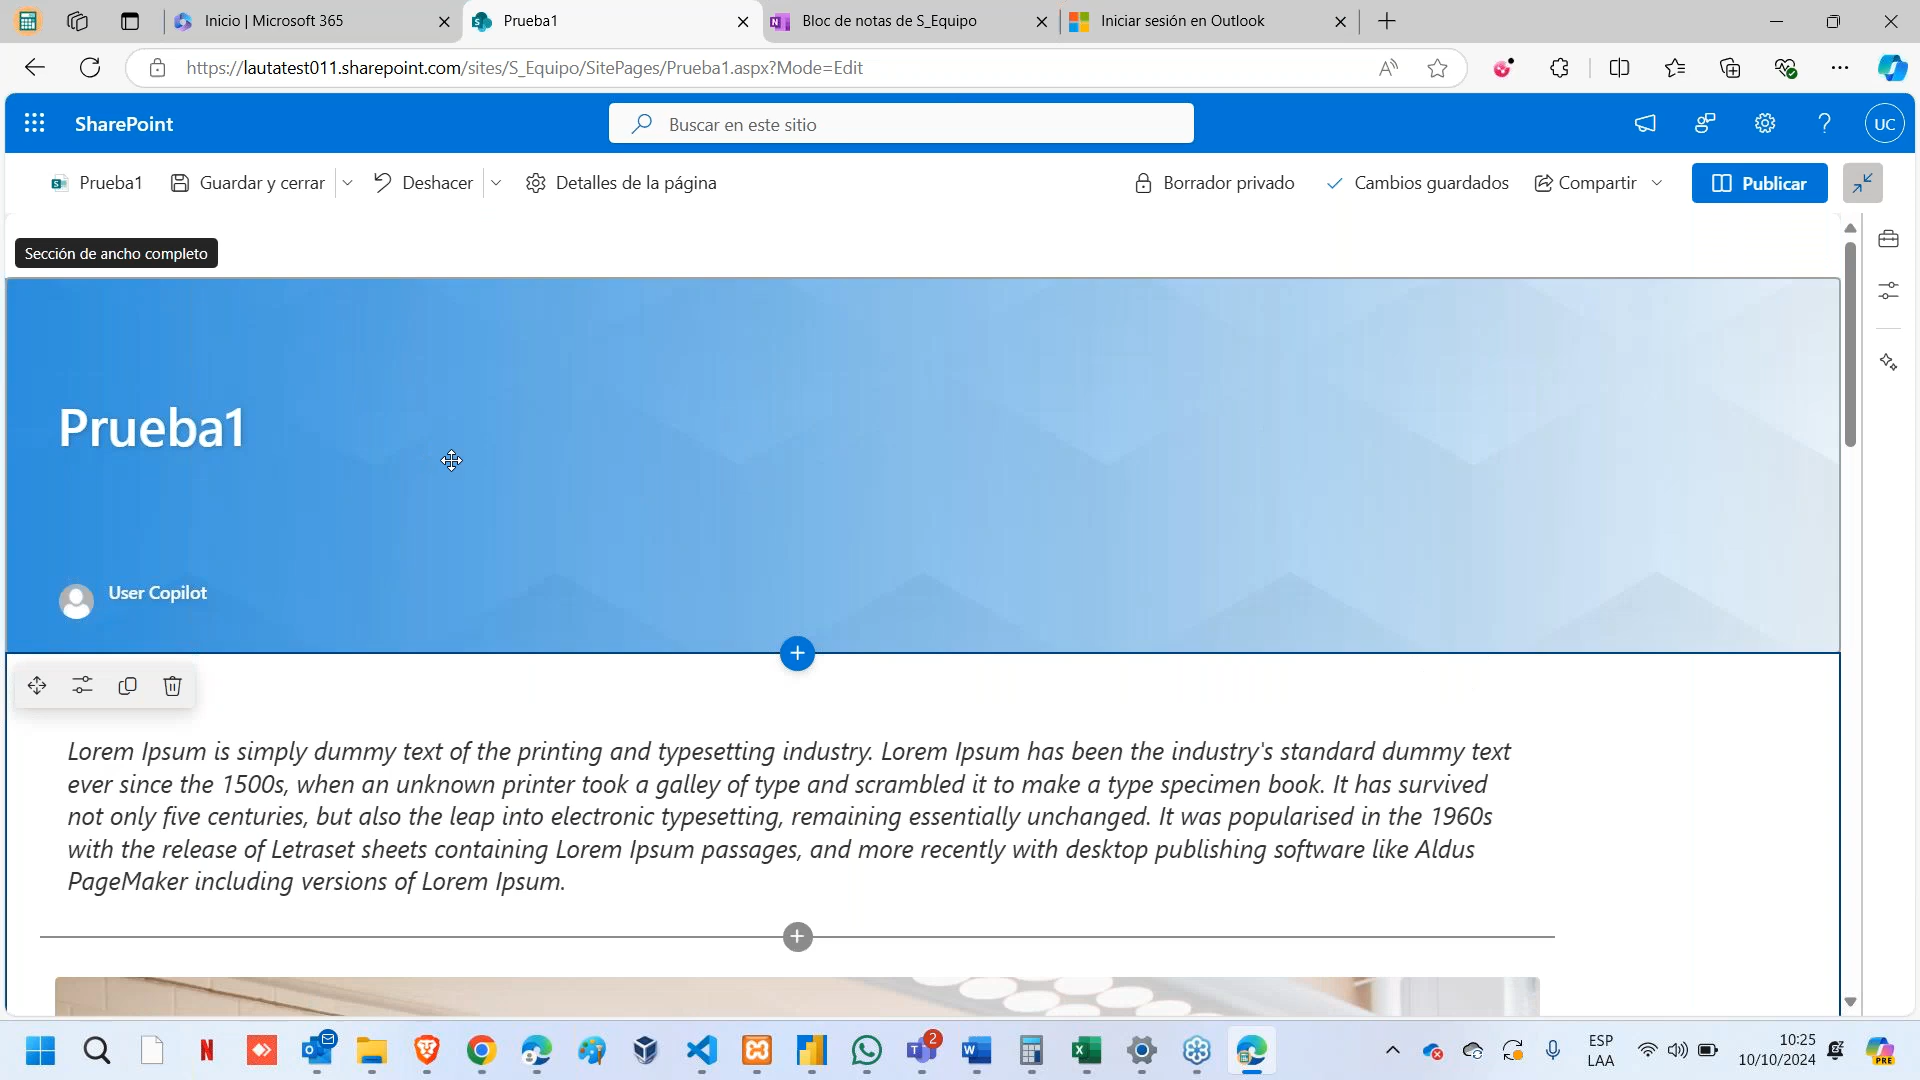 Inicio | Microsoft 365
Prueba1
Bloc de notas de S_Equipo
Iniciar sesión en Outlook
https://lautatest011.sharepoint.com/sites/S_Equipo/SitePages/Prueba1.aspx?Mode=Edit
SharePoint
Buscar en este sitio
UC
Prueba1
Guardar y cerrar
Deshacer
Detalles de la página
Borrador privado
Cambios guardados
Compartir
Publicar
Sección de ancho completo
Prueba1
User Copilot
Lorem Ipsum is simply dummy text of the printing and typesetting industry. Lorem Ipsum has been the industry's standard dummy text
ever since the 1500s, when an unknown printer took a galley of type and scrambled it to make a type specimen book. It has survived
not only five centuries, but also the leap into electronic typesetting, remaining essentially unchanged. It was popularised in the 1960s
with the release of Letraset sheets containing Lorem Ipsum passages, and more recently with desktop publishing software like Aldus
PageMaker including versions of Lorem Ipsum.
2
ESP
LAA
10:25
10/10/2024
PRE